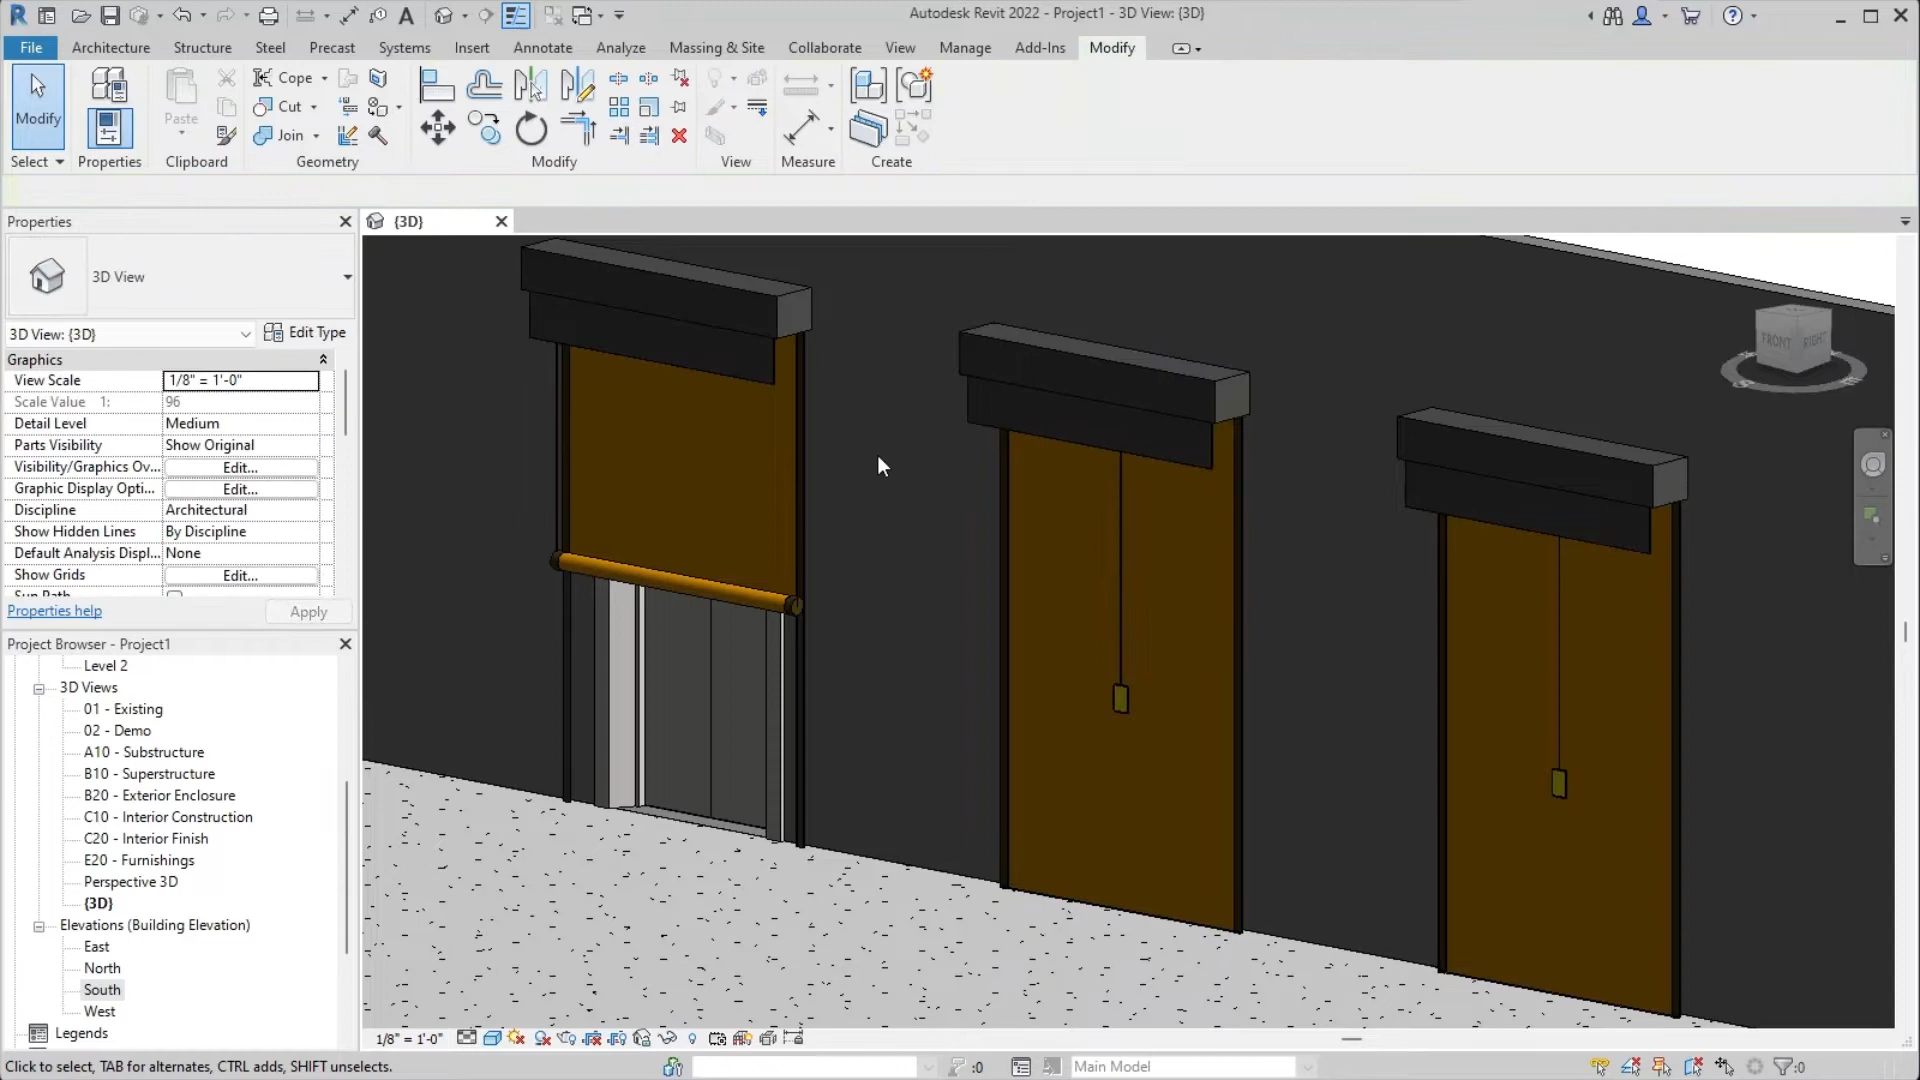 Autodesk Revit 2022 - Project1 - 3D View: {3D}
File Architecture Structure Steel Precast Systems Insert Annotate Analyze Massing & Site Collaborate View Manage Add-Ins Modify
Modify Paste Cope
Cut
Join
Select Properties Clipboard Geometry Modify View Measure Create
Properties
{3D}
3D View
3D View: {3D} Edit Type
Graphics
View Scale 1/8" = 1'-0"
Scale Value 1: 96
Detail Level Medium
Parts Visibility Show Original
Visibility/Graphics Ov... Edit...
Graphic Display Opti... Edit...
Discipline Architectural
Show Hidden Lines By Discipline
Default Analysis Displ... None
Show Grids Edit...
Sun Path
Properties help Apply
Project Browser - Project1
Level 2
3D Views
01 - Existing
02 - Demo
A10 - Substructure
B10 - Superstructure
B20 - Exterior Enclosure
C10 - Interior Construction
C20 - Interior Finish
E20 - Furnishings
Perspective 3D
{3D}
Elevations (Building Elevation)
East
North
South
West
Legends
FRONT RIGHT
1/8" = 1'-0"
Click to select, TAB for alternates, CTRL adds, SHIFT unselects. :0 Main Model :0